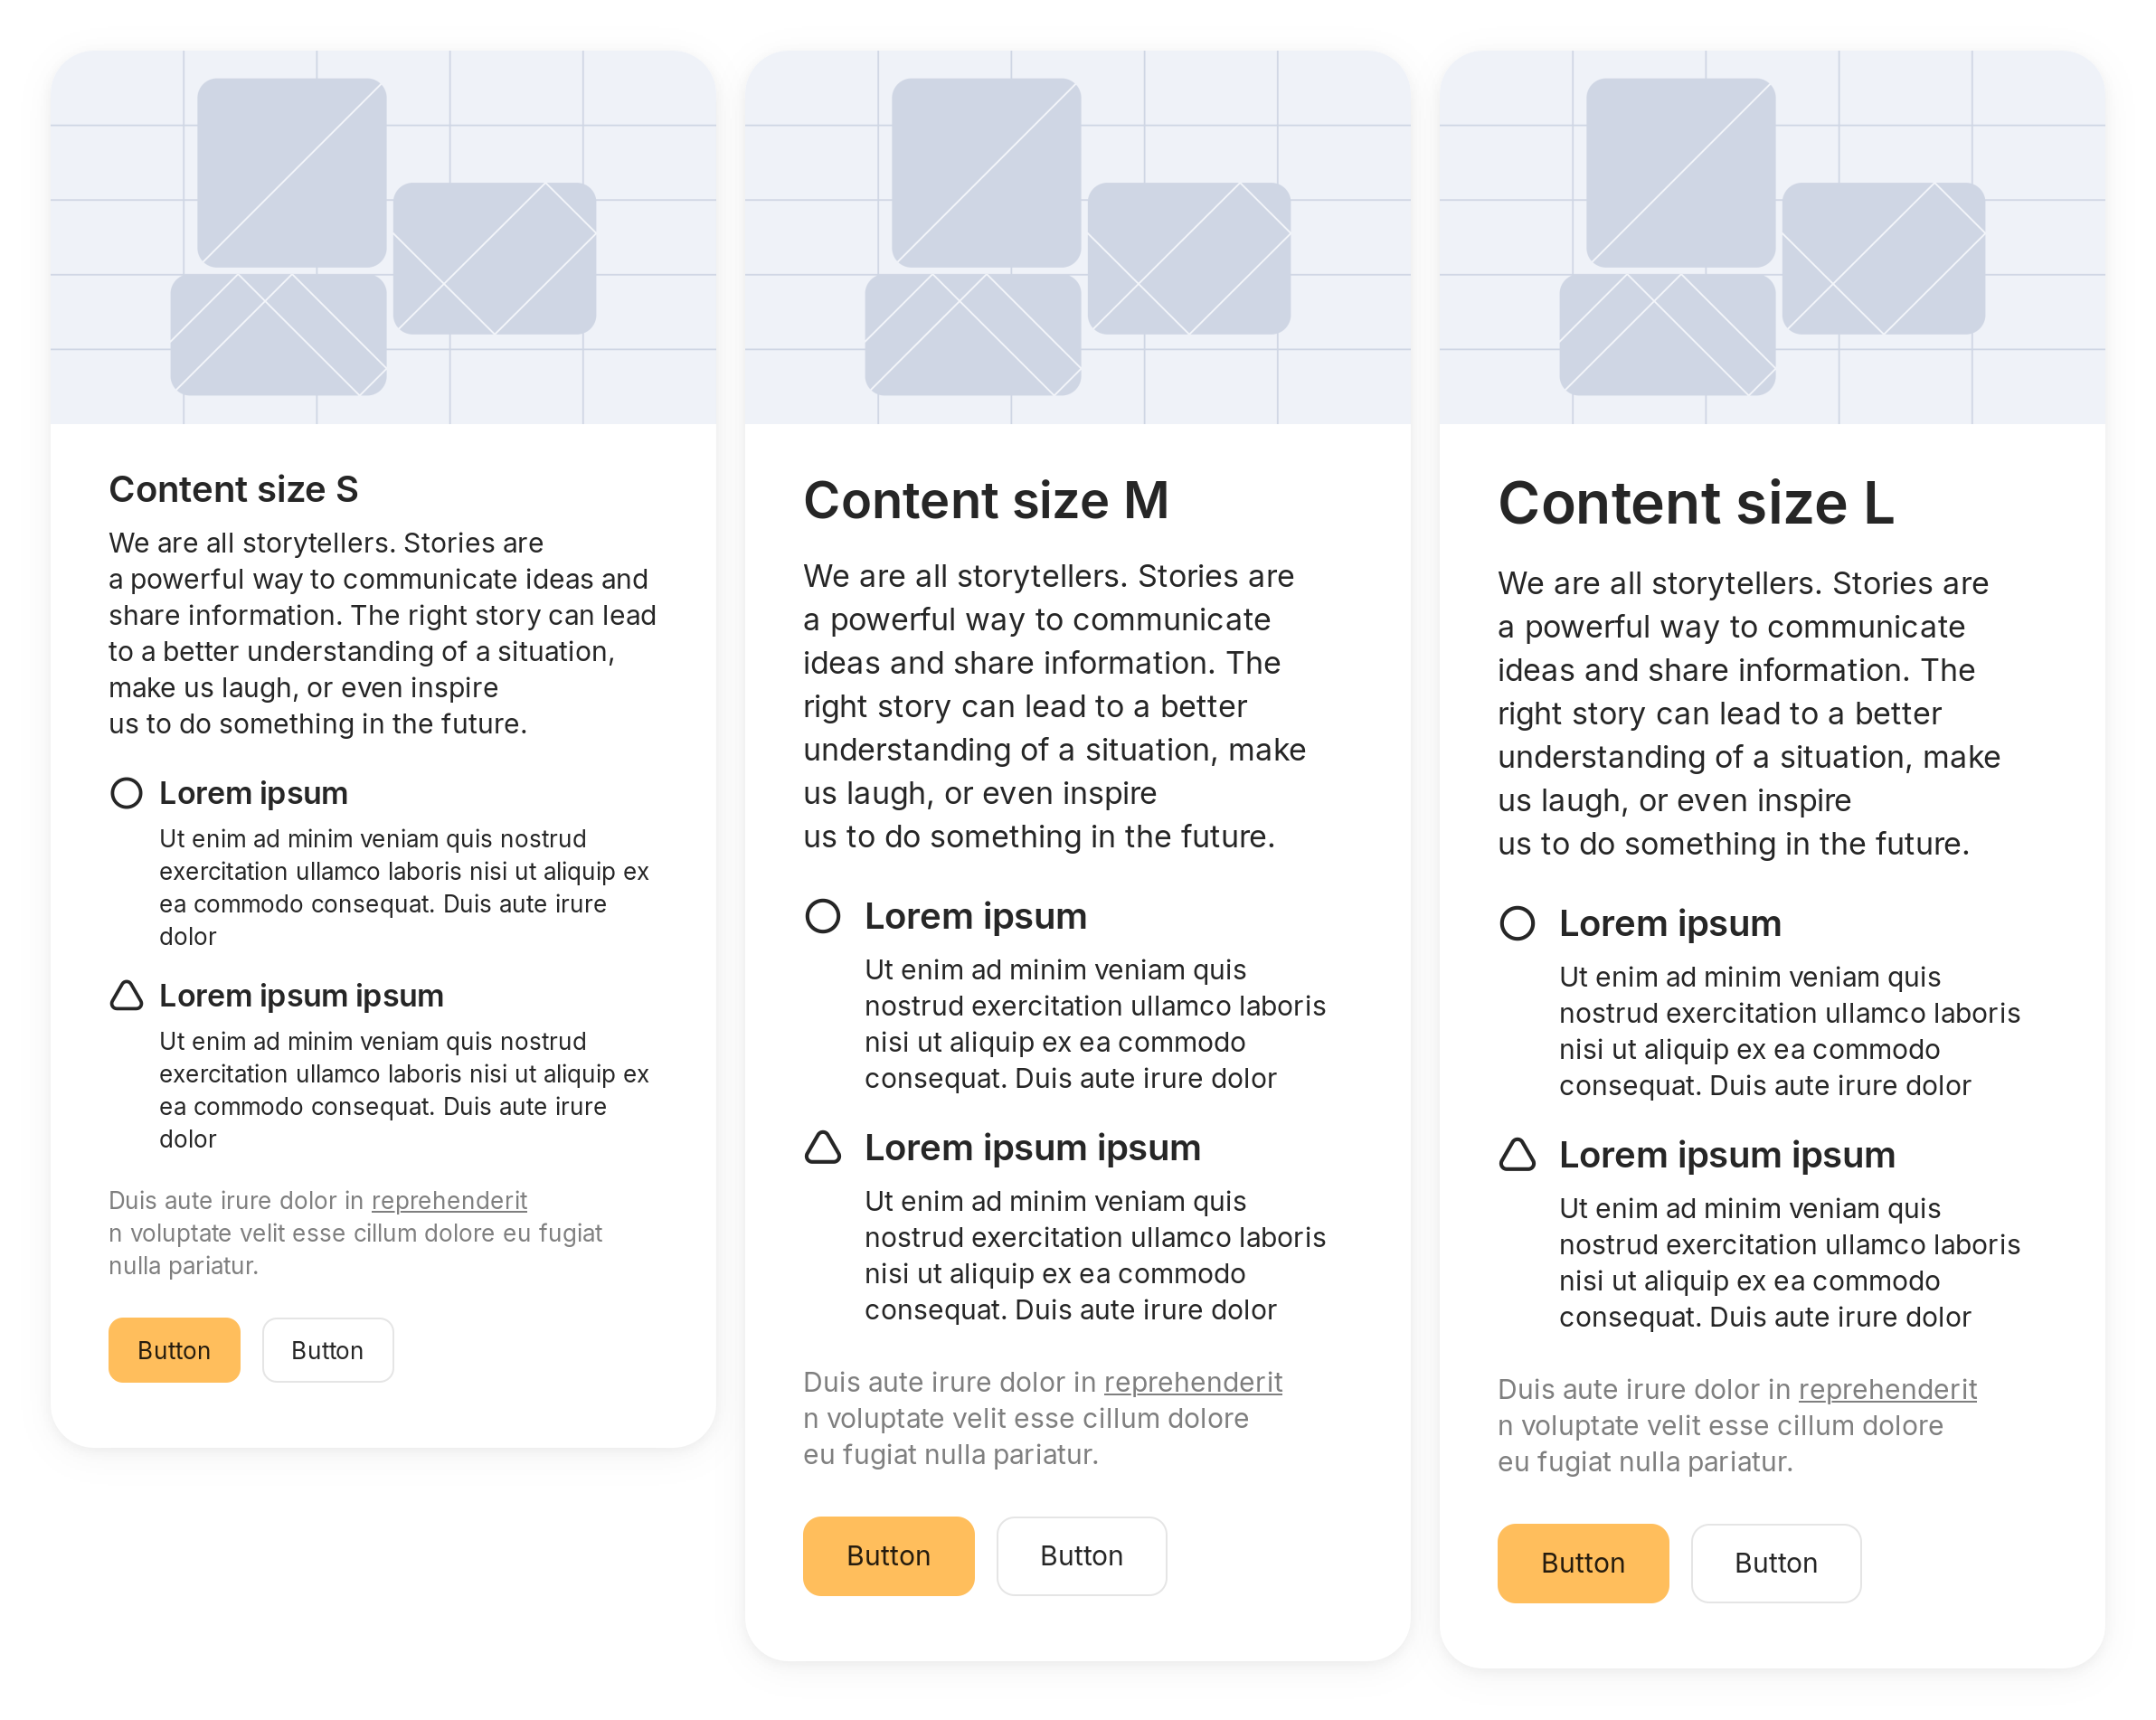 Content size S
We are all storytellers. Stories are
a powerful way to communicate ideas and
share information. The right story can lead
to a better understanding of a situation,
make us laugh, or even inspire
us to do something in the future.
Lorem ipsum
Ut enim ad minim veniam quis nostrud
exercitation ullamco laboris nisi ut aliquip ex
ea commodo consequat. Duis aute irure
dolor
Lorem ipsum ipsum
Ut enim ad minim veniam quis nostrud
exercitation ullamco laboris nisi ut aliquip ex
ea commodo consequat. Duis aute irure
dolor
Duis aute irure dolor in reprehenderit
n voluptate velit esse cillum dolore eu fugiat
nulla pariatur.
Button
Button
Content size M
We are all storytellers. Stories are
a powerful way to communicate
ideas and share information. The
right story can lead to a better
understanding of a situation, make
us laugh, or even inspire
us to do something in the future.
Lorem ipsum
Ut enim ad minim veniam quis
nostrud exercitation ullamco laboris
nisi ut aliquip ex ea commodo
consequat. Duis aute irure dolor
Lorem ipsum ipsum
Ut enim ad minim veniam quis
nostrud exercitation ullamco laboris
nisi ut aliquip ex ea commodo
consequat. Duis aute irure dolor
Duis aute irure dolor in reprehenderit
n voluptate velit esse cillum dolore
eu fugiat nulla pariatur.
Button
Button
Content size L
We are all storytellers. Stories are
a powerful way to communicate
ideas and share information. The
right story can lead to a better
understanding of a situation, make
us laugh, or even inspire
us to do something in the future.
Lorem ipsum
Ut enim ad minim veniam quis
nostrud exercitation ullamco laboris
nisi ut aliquip ex ea commodo
consequat. Duis aute irure dolor
Lorem ipsum ipsum
Ut enim ad minim veniam quis
nostrud exercitation ullamco laboris
nisi ut aliquip ex ea commodo
consequat. Duis aute irure dolor
Duis aute irure dolor in reprehenderit
n voluptate velit esse cillum dolore
eu fugiat nulla pariatur.
Button
Button